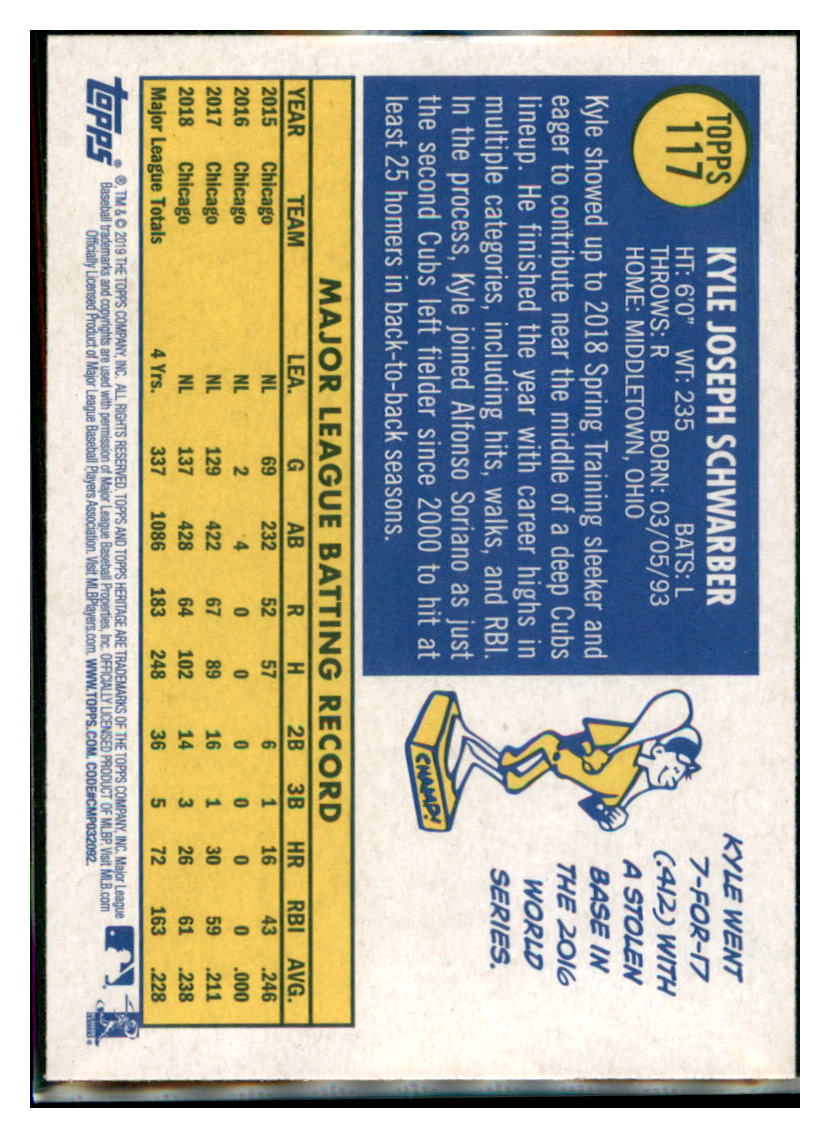 TOPPS
117
KYLE JOSEPH SCHWARBER
HT: 6'0" WT: 235 BATS: L
THROWS: R BORN: 03/05/93
HOME: MIDDLETOWN, OHIO
Kyle showed up to 2018 Spring Training sleeker and
eager to contribute near the middle of a deep Cubs
lineup. He finished the year with career highs in
multiple categories, including hits, walks, and RBI.
In the process, Kyle joined Alfonso Soriano as just
the second Cubs left fielder since 2000 to hit at
least 25 homers in back-to-back seasons.
KYLE WENT
7-FOR-17
(.412) WITH
A STOLEN
BASE IN
THE 2016
WORLD
SERIES.
CHAMP!
MAJOR LEAGUE BATTING RECORD
YEAR TEAM LEA. G AB R H 2B 3B HR RBI AVG.
2015 Chicago NL 69 232 52 57 6 1 16 43 .246
2016 Chicago NL 2 4 0 0 0 0 0 0 .000
2017 Chicago NL 129 422 67 89 16 1 30 59 .211
2018 Chicago NL 137 428 64 102 14 3 26 61 .238
Major League Totals 4 Yrs. 337 1086 183 248 36 5 72 163 .228
topps®
®, TM & © 2019 THE TOPPS COMPANY, INC. ALL RIGHTS RESERVED. TOPPS AND TOPPS HERITAGE ARE TRADEMARKS OF THE TOPPS COMPANY, INC. Major League
Baseball trademarks and copyrights are used with permission of Major League Baseball Properties, Inc. OFFICIALLY LICENSED PRODUCT OF MLBP. Visit MLB.com
Officially Licensed Product of Major League Baseball Players Association. Visit MLBPlayers.com. WWW.TOPPS.COM. CODE#CMP032092.